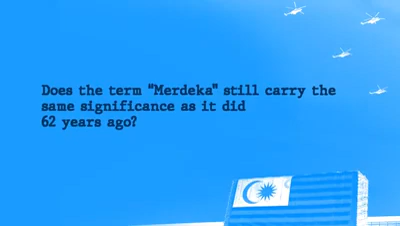 Does the term "Merdeka" still carry the
same significance as it did
62 years ago?